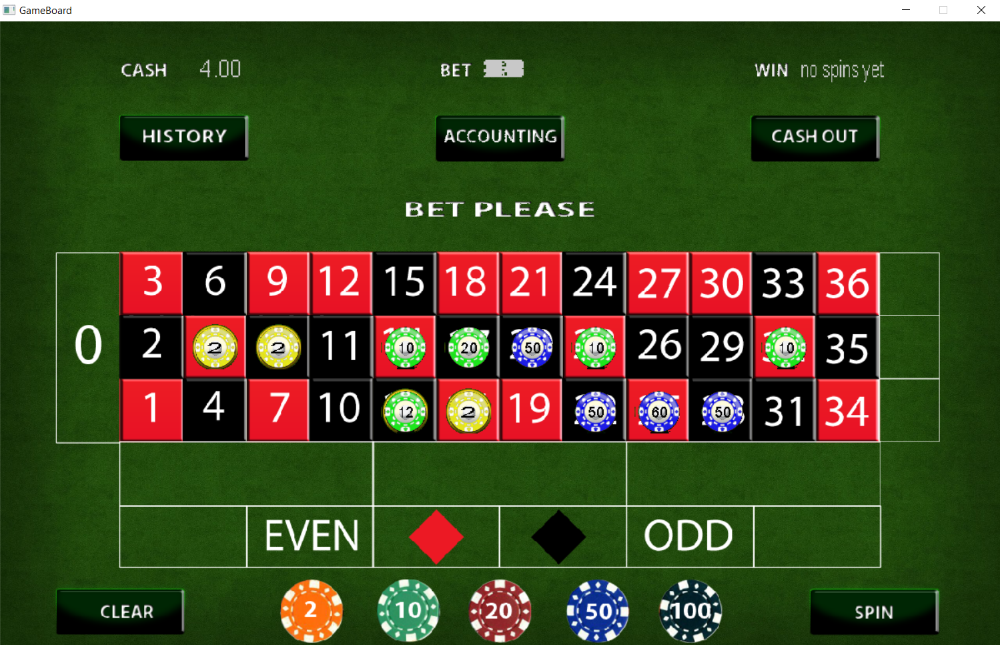 GameBoard
CASH 4.00 BET WIN no spins yet
HISTORY ACCOUNTING CASH OUT
BET PLEASE
3 6 9 12 15 18 21 24 27 30 33 36
0 2 2 2 11 10 20 50 10 26 29 10 35
1 4 7 10 12 2 19 50 60 50 31 34
EVEN ODD
CLEAR 2 10 20 50 100 SPIN